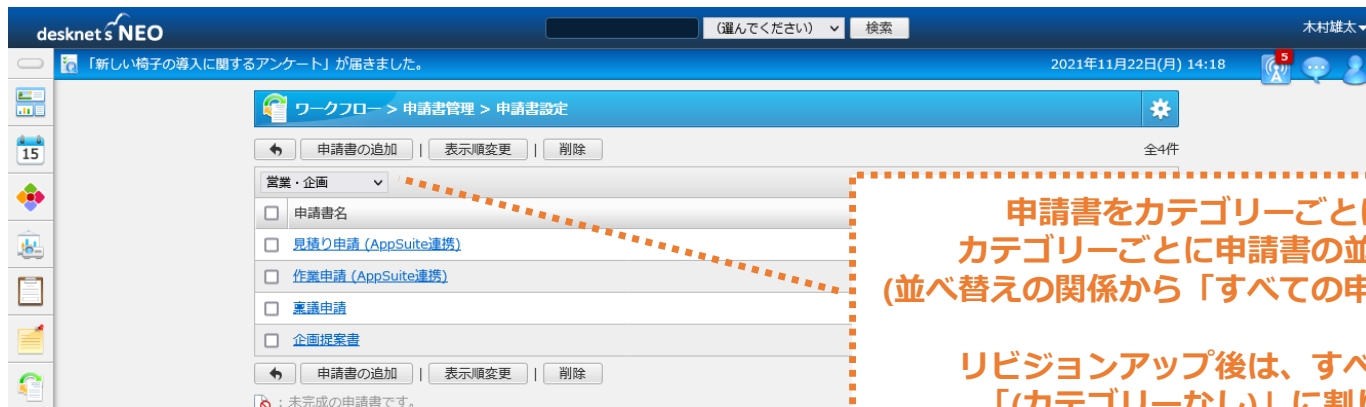 desknet's NEO
(選んでください)
検索
木村雄太
「新しい椅子の導入に関するアンケート」が届きました。
2021年11月22日(月) 14:18
5
ワークフロー > 申請書管理 > 申請書設定
15
申請書の追加 | 表示順変更 | 削除
全4件
営業・企画
申請書名
見積り申請 (AppSuite連携)
作業申請 (AppSuite連携)
稟議申請
企画提案書
申請書の追加 | 表示順変更 | 削除
:未完成の申請書です。
申請書をカテゴリーごとに
カテゴリーごとに申請書の並
(並べ替えの関係から「すべての申
リビジョンアップ後は、すべ
「(カテゴリーなし)」に割り